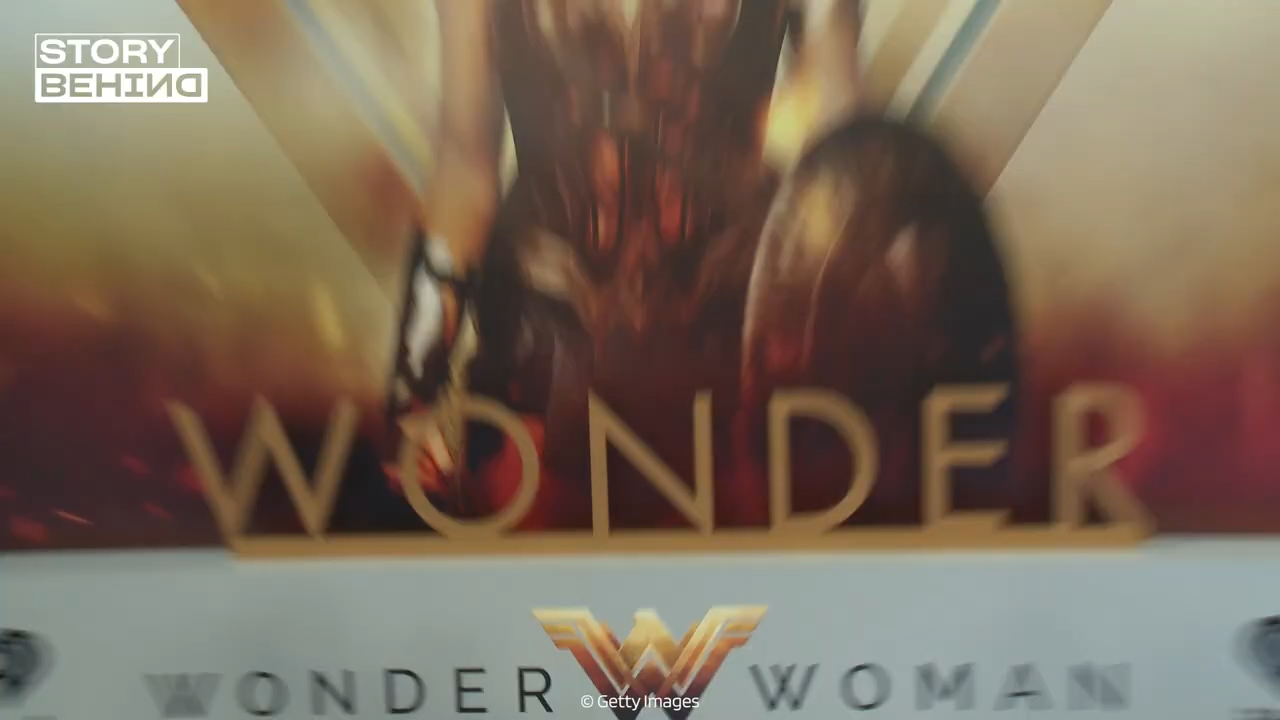 STORY
BEHIND
WONDER
WONDER WOMAN
© Getty Images